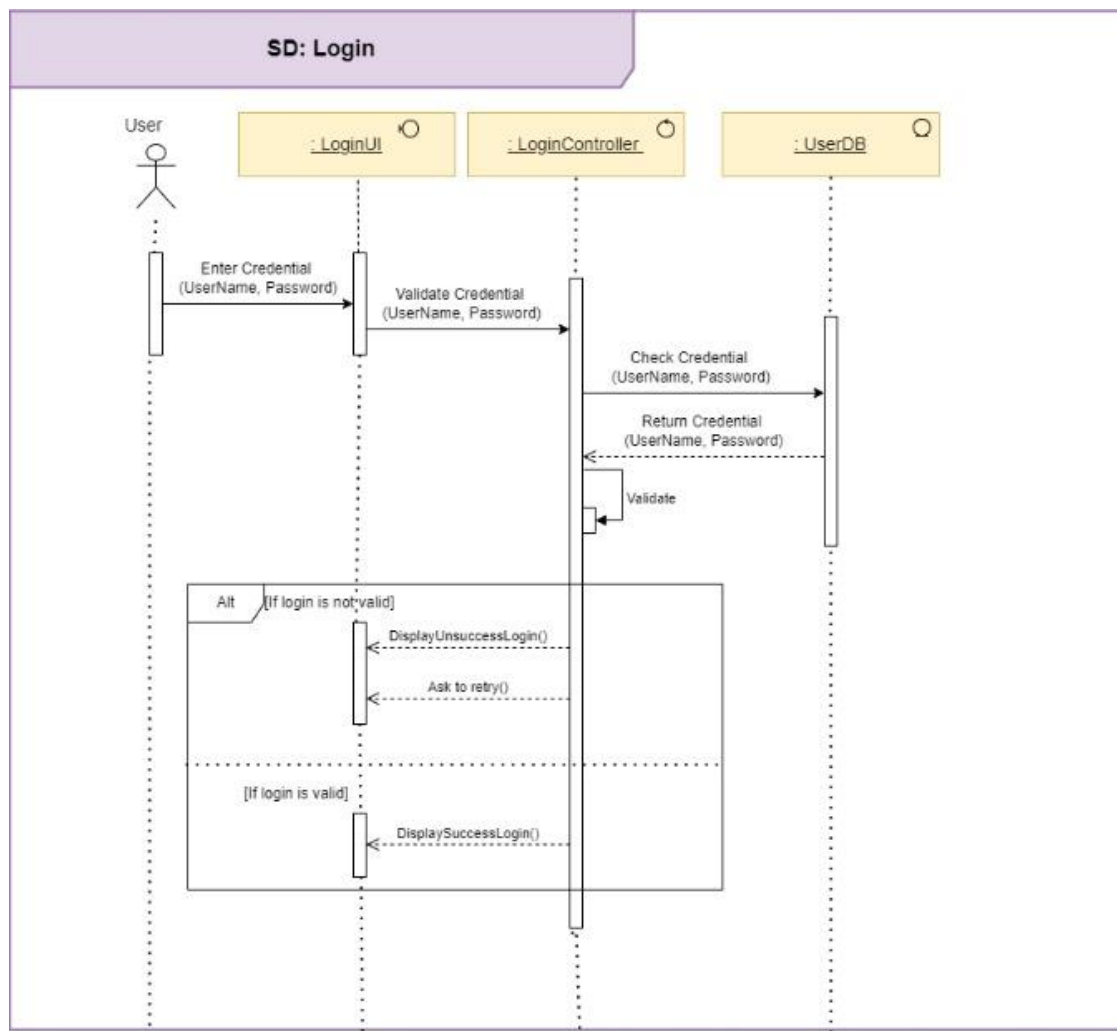 SD: Login
User
: LoginUI
: LoginController
: UserDB
Enter Credential
(UserName, Password)
Validate Credential
(UserName, Password)
Check Credential
(UserName, Password)
Return Credential
(UserName, Password)
Validate
Alt
[If login is not valid]
DisplayUnsuccessLogin()
Ask to retry()
[If login is valid]
DisplaySuccessLogin()